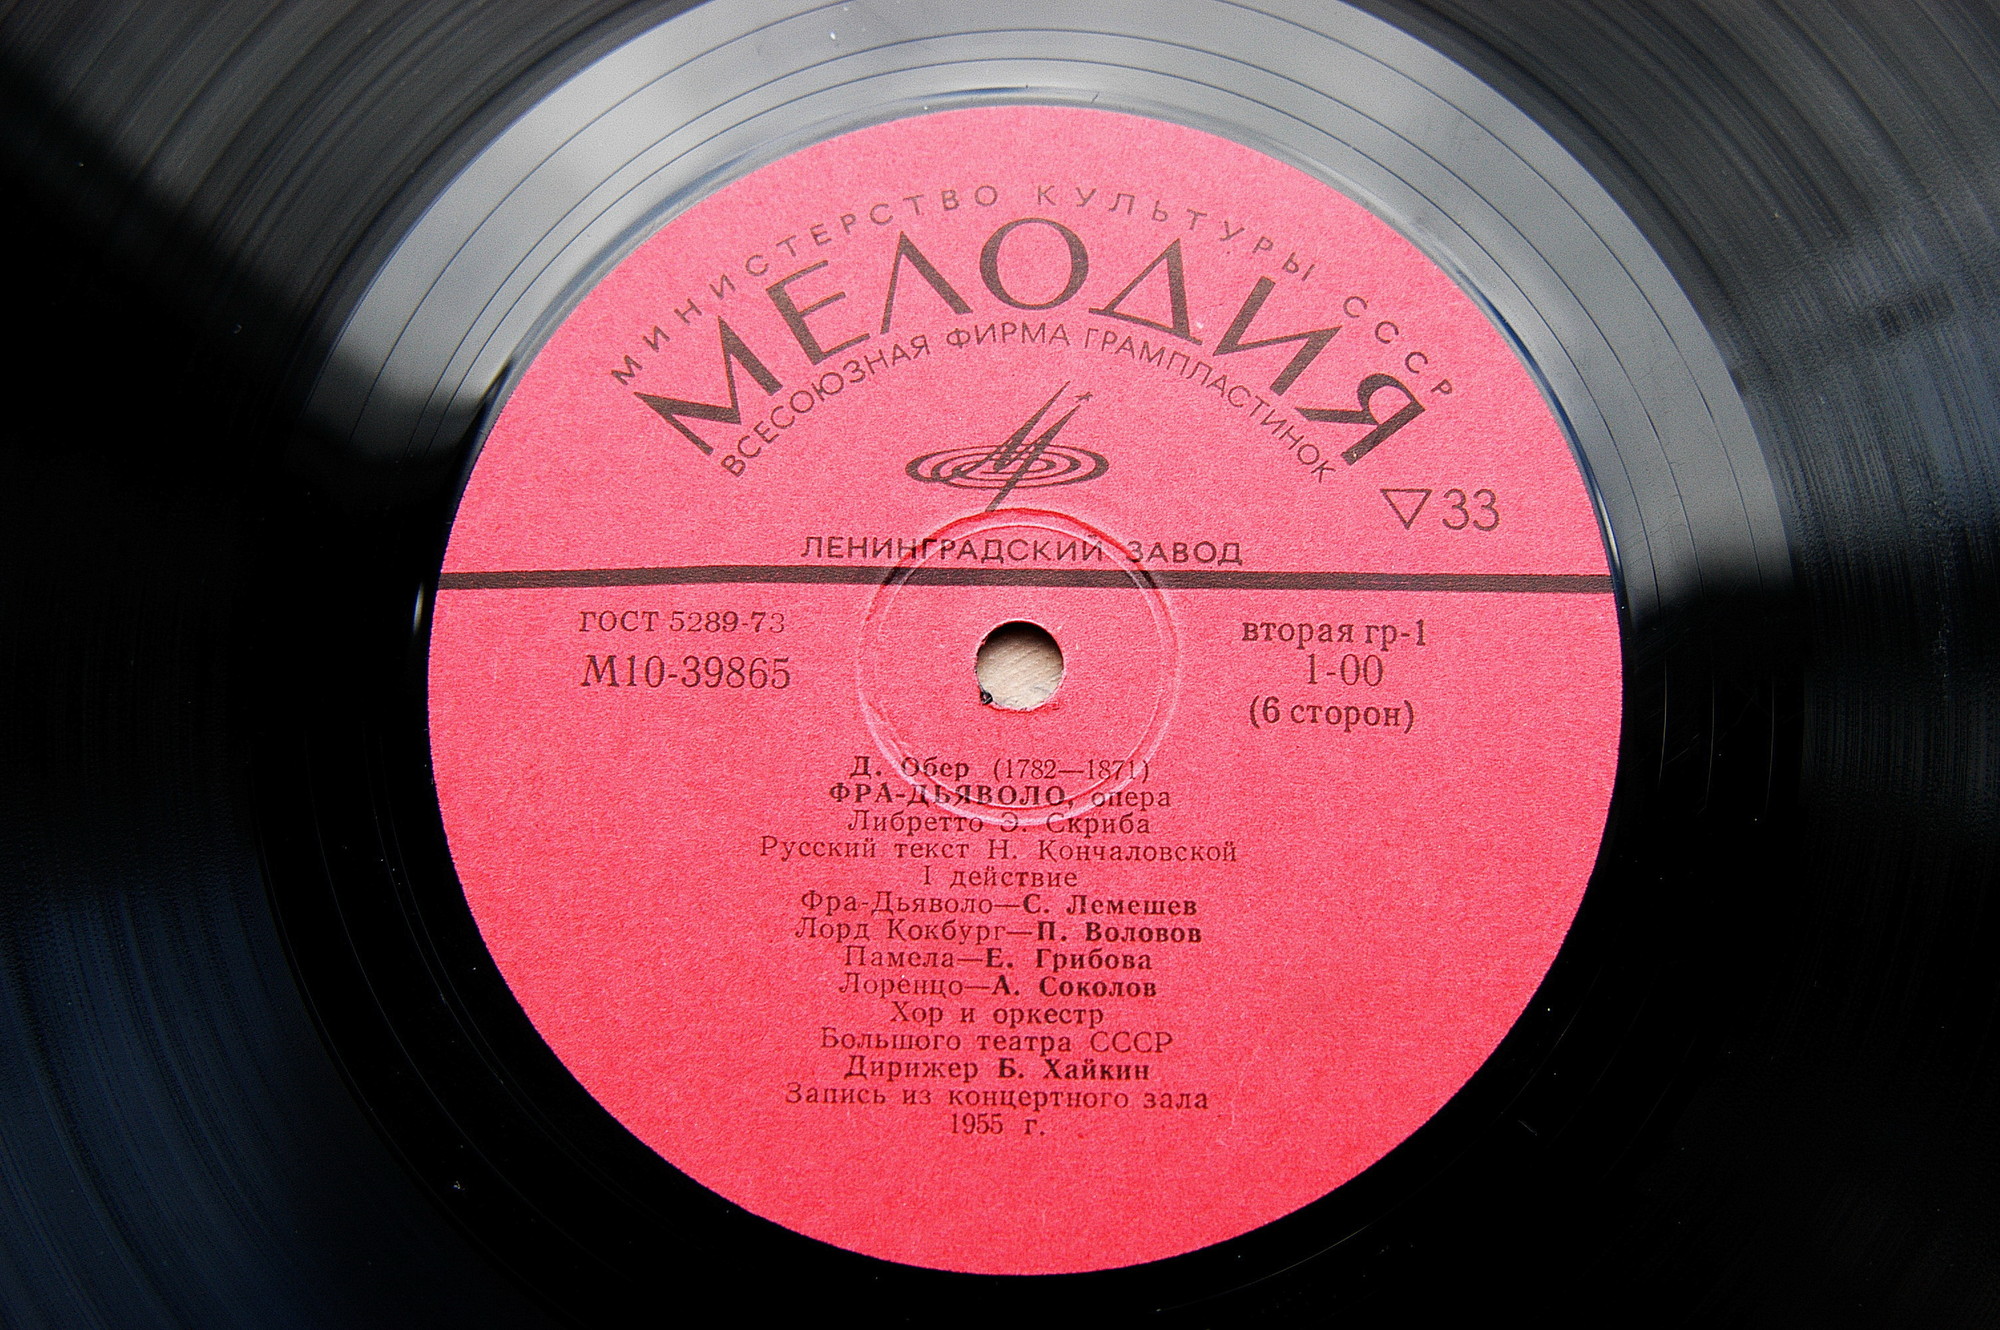 МИНИСТЕРСТВО КУЛЬТУРЫ СССР
МЕЛОДИЯ
ВСЕСОЮЗНАЯ ФИРМА ГРАМПЛАСТИНОК
33
ЛЕНИНГРАДСКИЙ ЗАВОД
ГОСТ 5289-73
М10-39865
вторая гр-1
1-00
(6 сторон)
Д. Обер (1782—1871)
ФРА-ДЬЯВОЛО, опера
Либретто Э. Скриба
Русский текст Н. Кончаловской
I действие
Фра-Дьяволо—С. Лемешев
Лорд Кокбург—П. Воловов
Памела—Е. Грибова
Лоренцо—А. Соколов
Хор и оркестр
Большого театра СССР
Дирижер Б. Хайкин
Запись из концертного зала
1955 г.